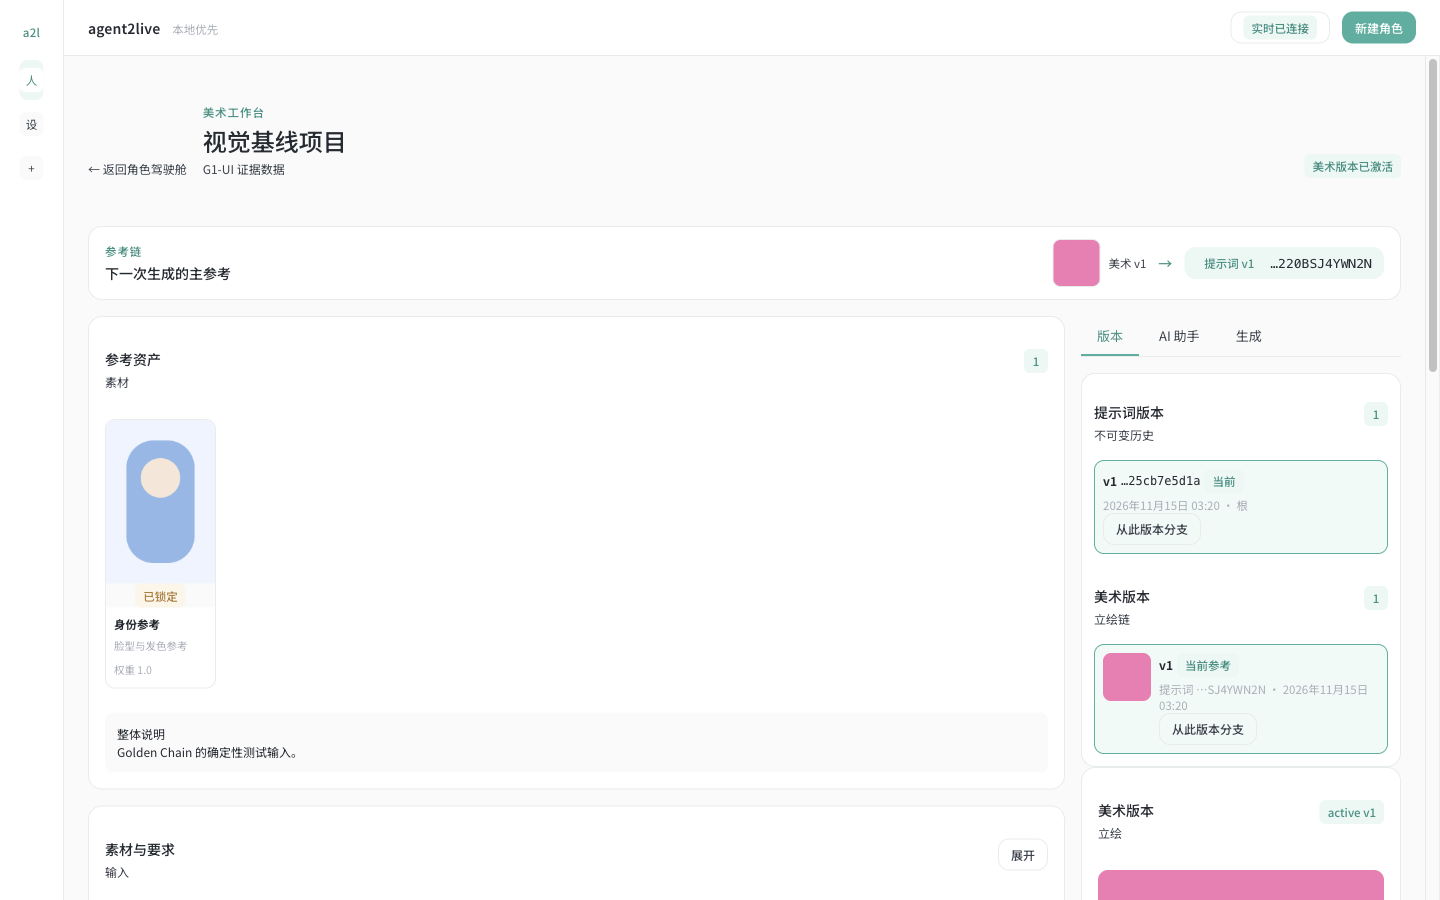 a2l
人
设
+
agent2live 本地优先
实时已连接
新建角色
美术工作台
视觉基线项目
← 返回角色驾驶舱
G1-UI 证据数据
美术版本已激活
参考链
下一次生成的主参考
美术 v1 → 提示词 v1 …220BSJ4YWN2N
参考资产
1
素材
已锁定
身份参考
脸型与发色参考
权重 1.0
整体说明
Golden Chain 的确定性测试输入。
素材与要求
输入
展开
版本 AI 助手 生成
提示词版本
1
不可变历史
v1 …25cb7e5d1a 当前
2026年11月15日 03:20 · 根
从此版本分支
美术版本
1
立绘链
v1 当前参考
提示词 …SJ4YWN2N · 2026年11月15日
03:20
从此版本分支
美术版本
active v1
立绘